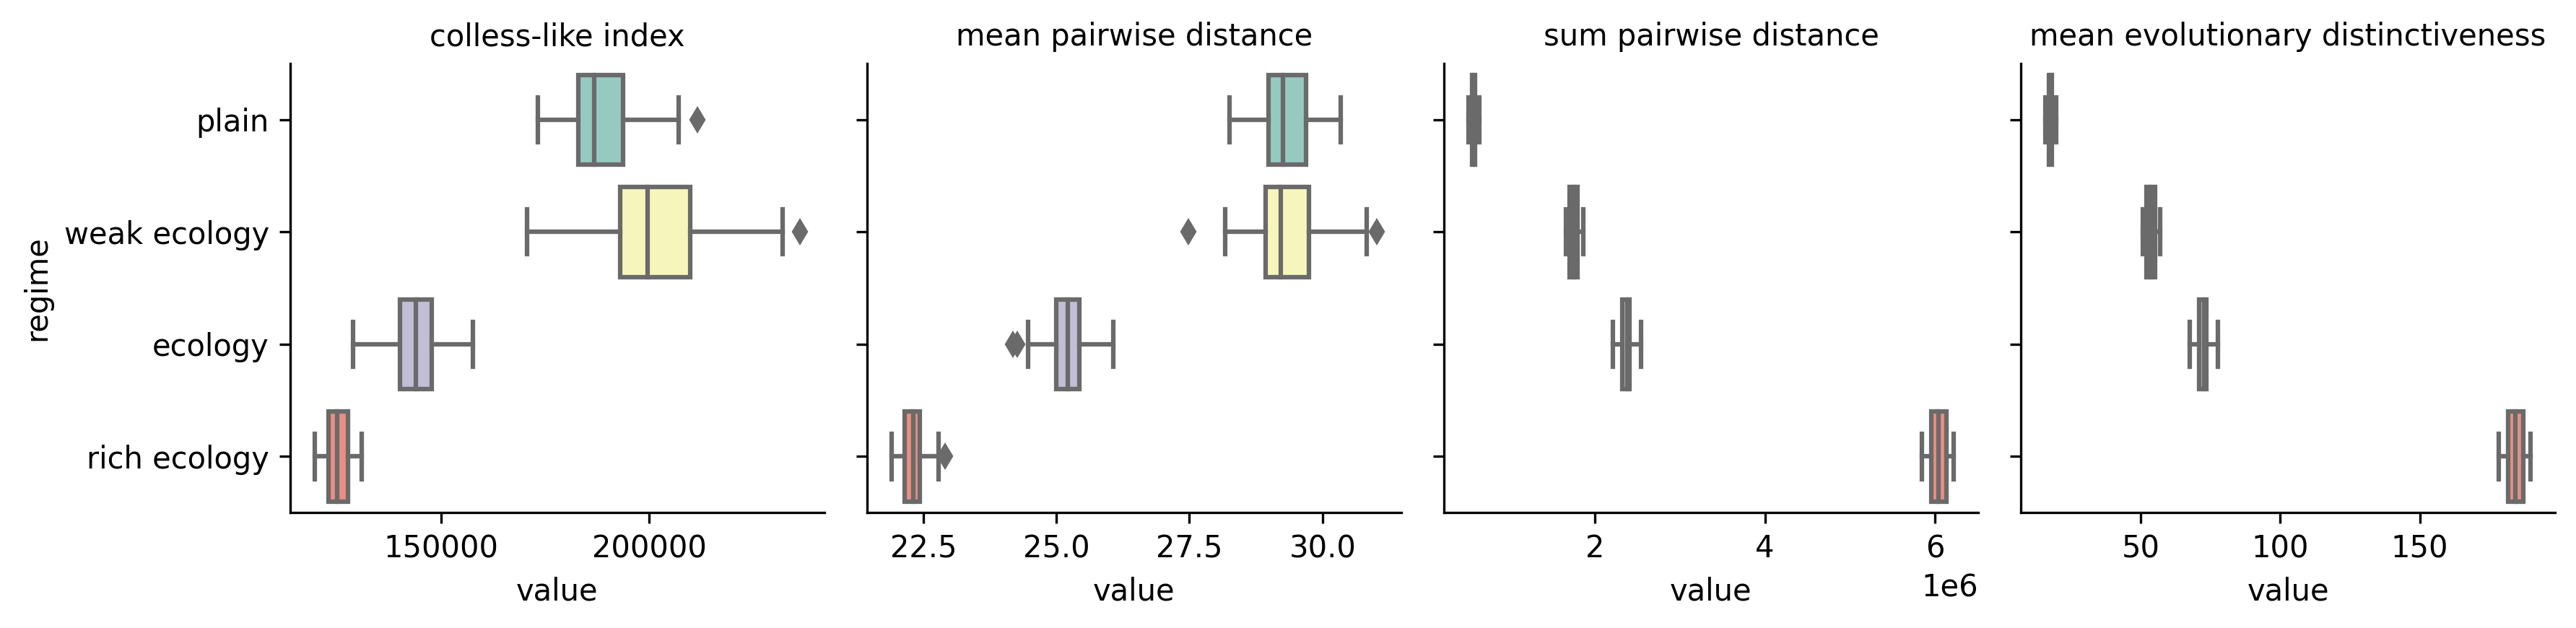 colless-like index
mean pairwise distance
sum pairwise distance
mean evolutionary distinctiveness
regime
plain
weak ecology
ecology
rich ecology
150000 200000
22.5 25.0 27.5 30.0
2 4 6
50 100 150
1e6
value
value
value
value